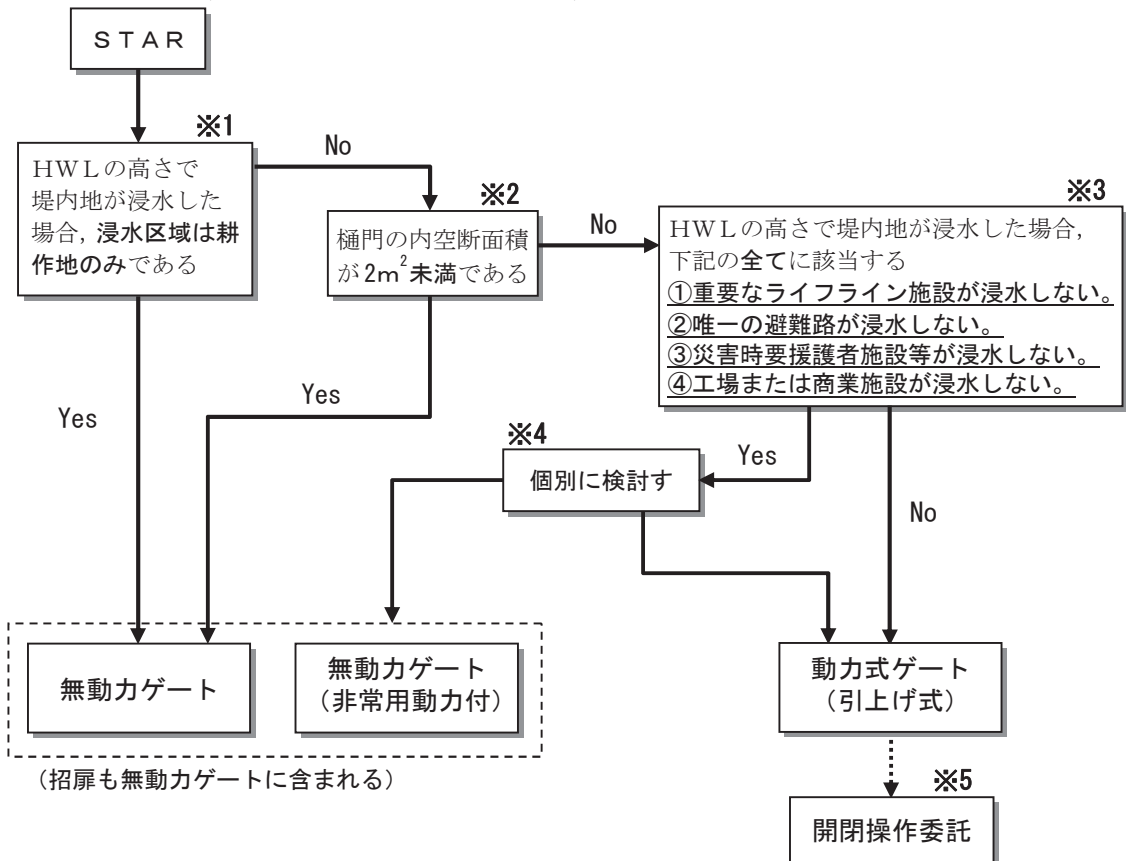 STAR
※1
HWLの高さで
堤内地が浸水した
場合,浸水区域は耕
作地のみである
No
※2
樋門の内空断面積
が2m²未満である
No
※3
HWLの高さで堤内地が浸水した場合,
下記の全てに該当する
①重要なライフライン施設が浸水しない。
②唯一の避難路が浸水しない。
③災害時要援護者施設等が浸水しない。
④工場または商業施設が浸水しない。
Yes
Yes
※4
個別に検討す
Yes
No
無動力ゲート
無動力ゲート
(非常用動力付)
動力式ゲート
(引上げ式)
(招扉も無動力ゲートに含まれる)
※5
開閉操作委託